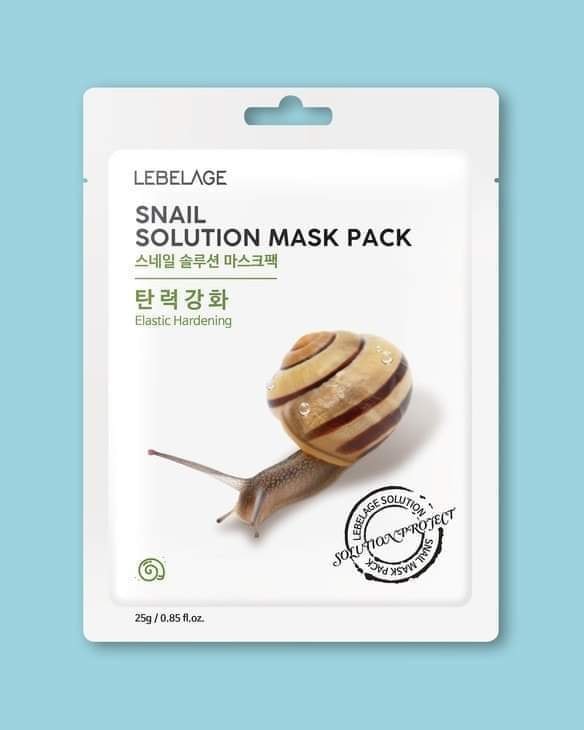 LEBELAGE
SNAIL
SOLUTION MASK PACK
스네일 솔루션 마스크팩
탄력강화
Elastic Hardening
LEBELAGE SOLUTION
SOLUTION PROTECT
SNAIL MASK PACK
25g / 0.85 fl.oz.